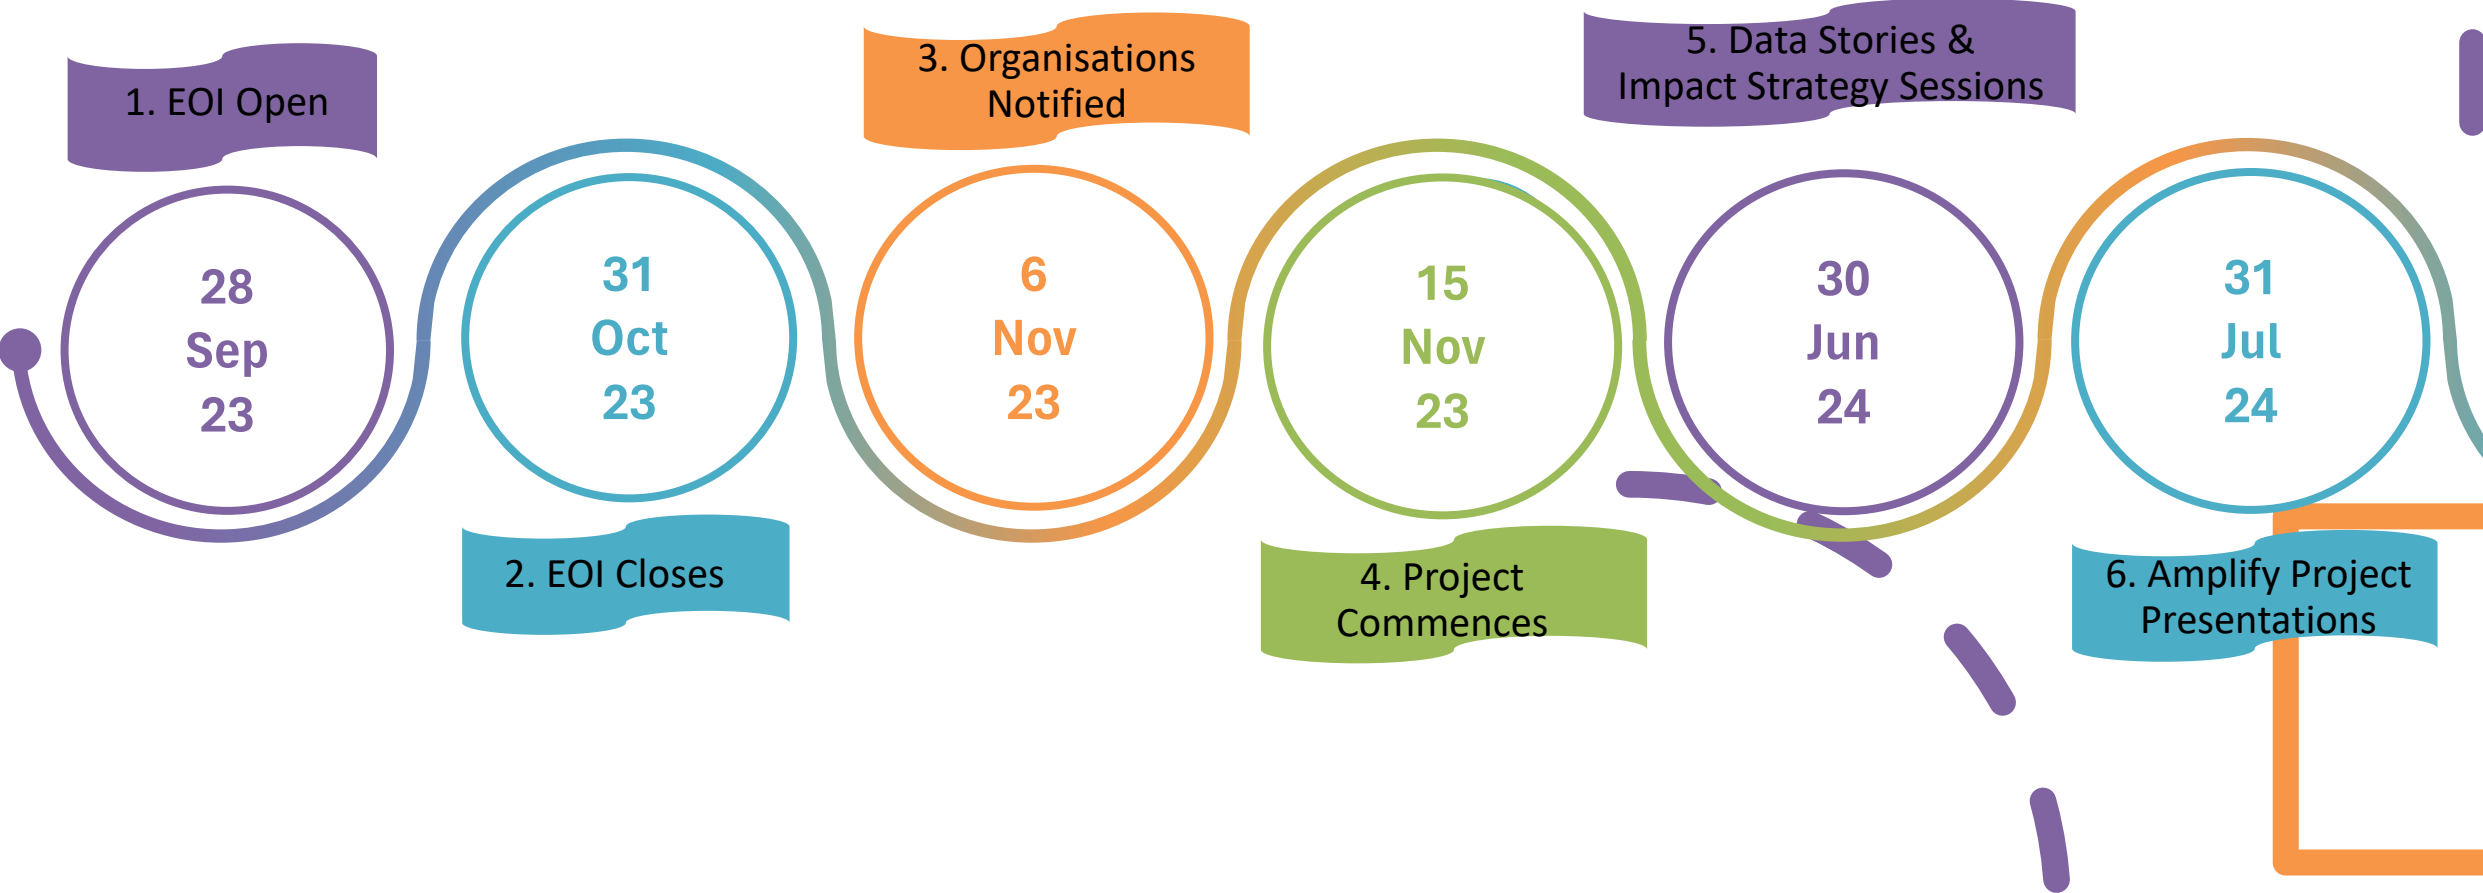 1. EOI Open
28
Sep
23
31
Oct
23
2. EOI Closes
3. Organisations
Notified
6
Nov
23
15
Nov
23
4. Project
Commences
5. Data Stories &
Impact Strategy Sessions
30
Jun
24
31
Jul
24
6. Amplify Project
Presentations